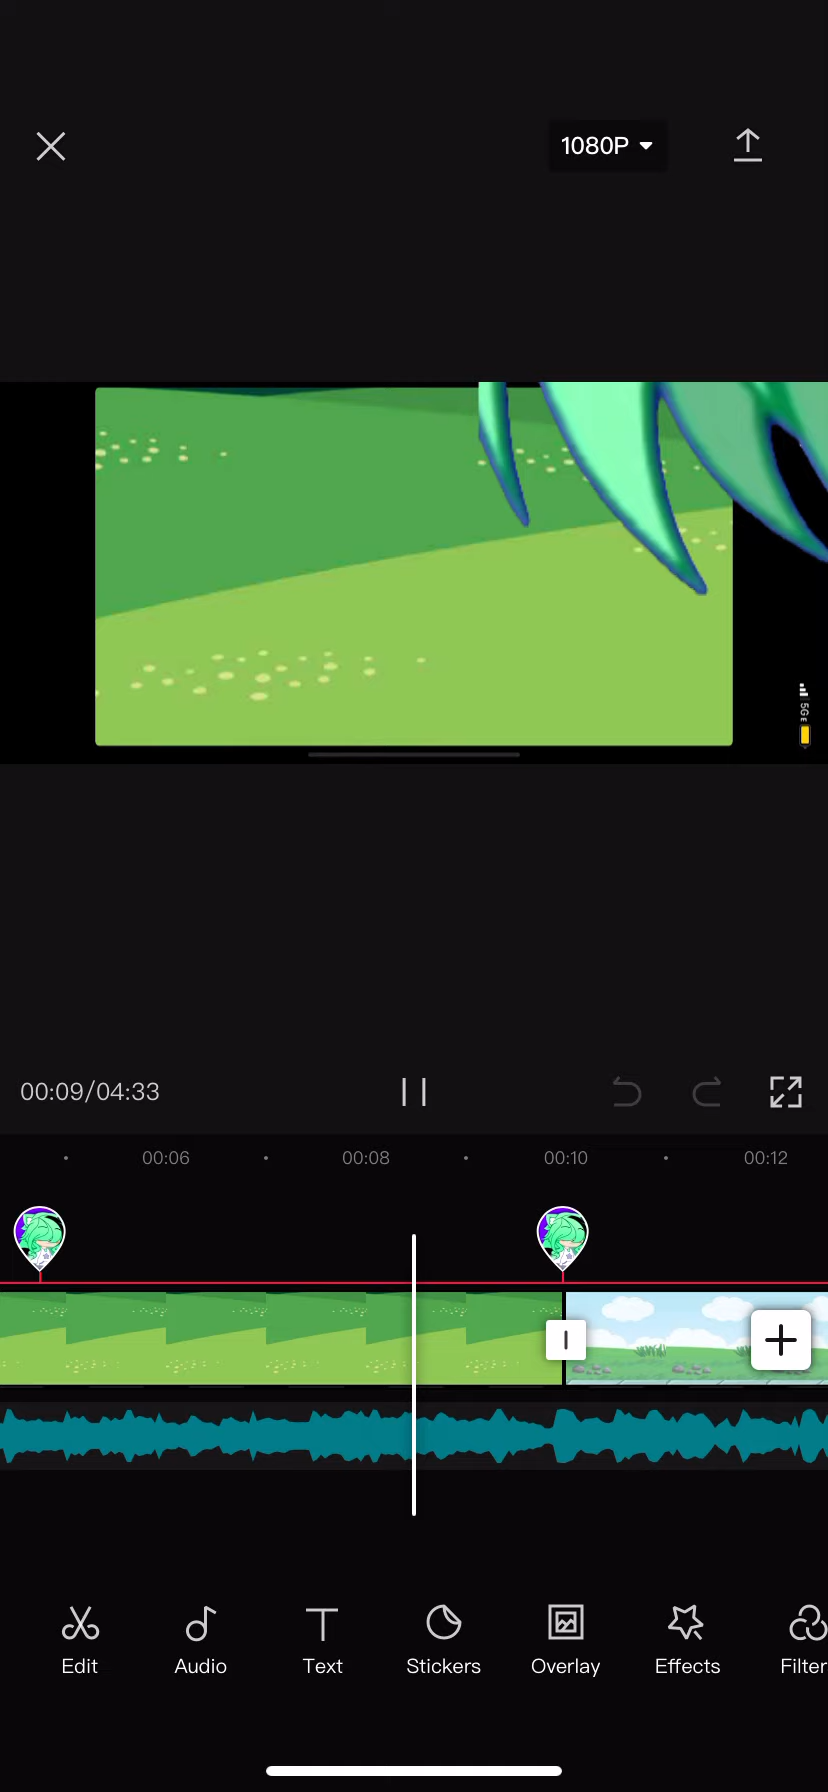 1080P
5G E
00:09/04:33
00:06
00:08
00:10
00:12
Edit
Audio
Text
Stickers
Overlay
Effects
Filter